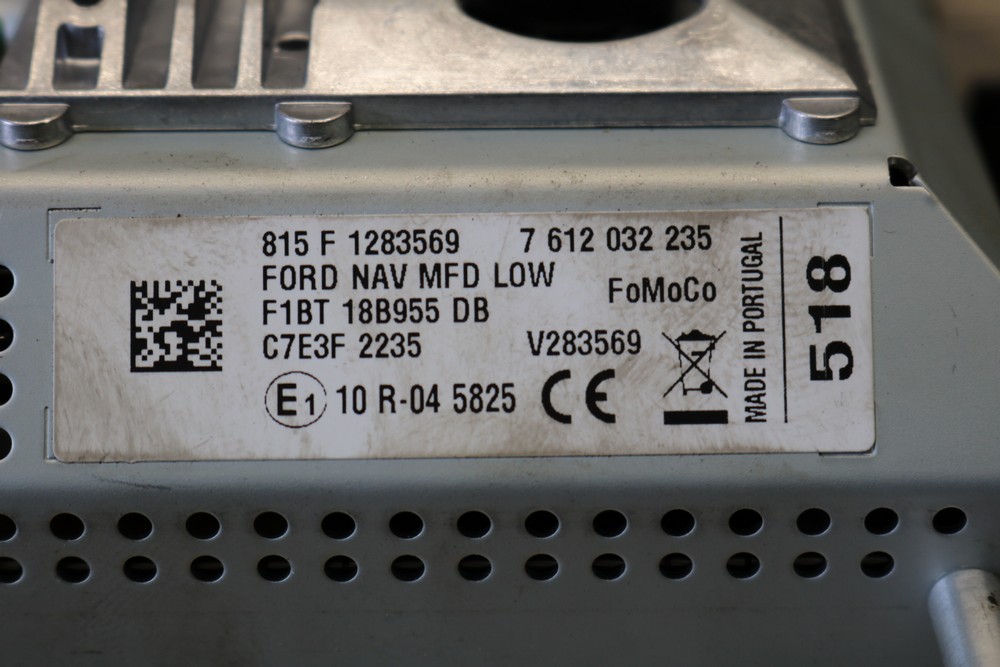 815 F 1283569 7 612 032 235
FORD NAV MFD LOW
FoMoCo
F1BT 18B955 DB
C7E3F 2235 V283569
E1 10 R-04 5825 CE
MADE IN PORTUGAL
518